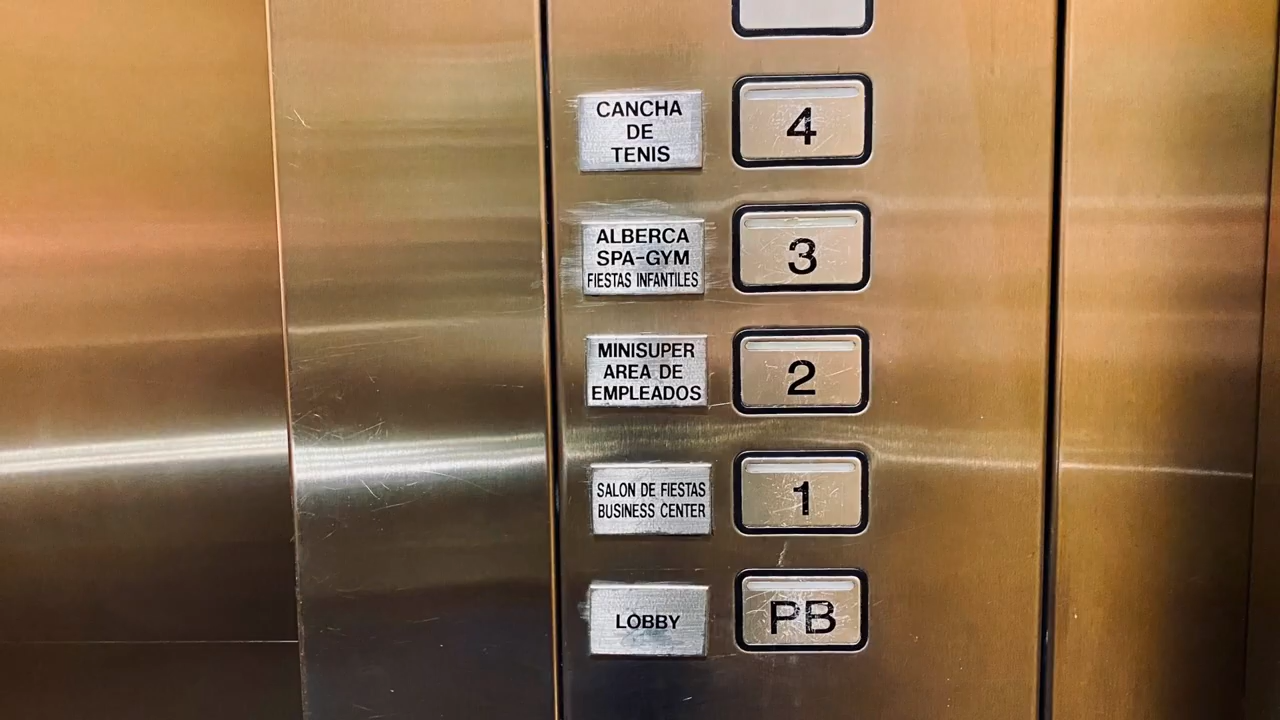 CANCHA
DE
TENIS
4
ALBERCA
SPA-GYM
FIESTAS INFANTILES
3
MINISUPER
AREA DE
EMPLEADOS
2
SALON DE FIESTAS
BUSINESS CENTER
1
LOBBY
PB